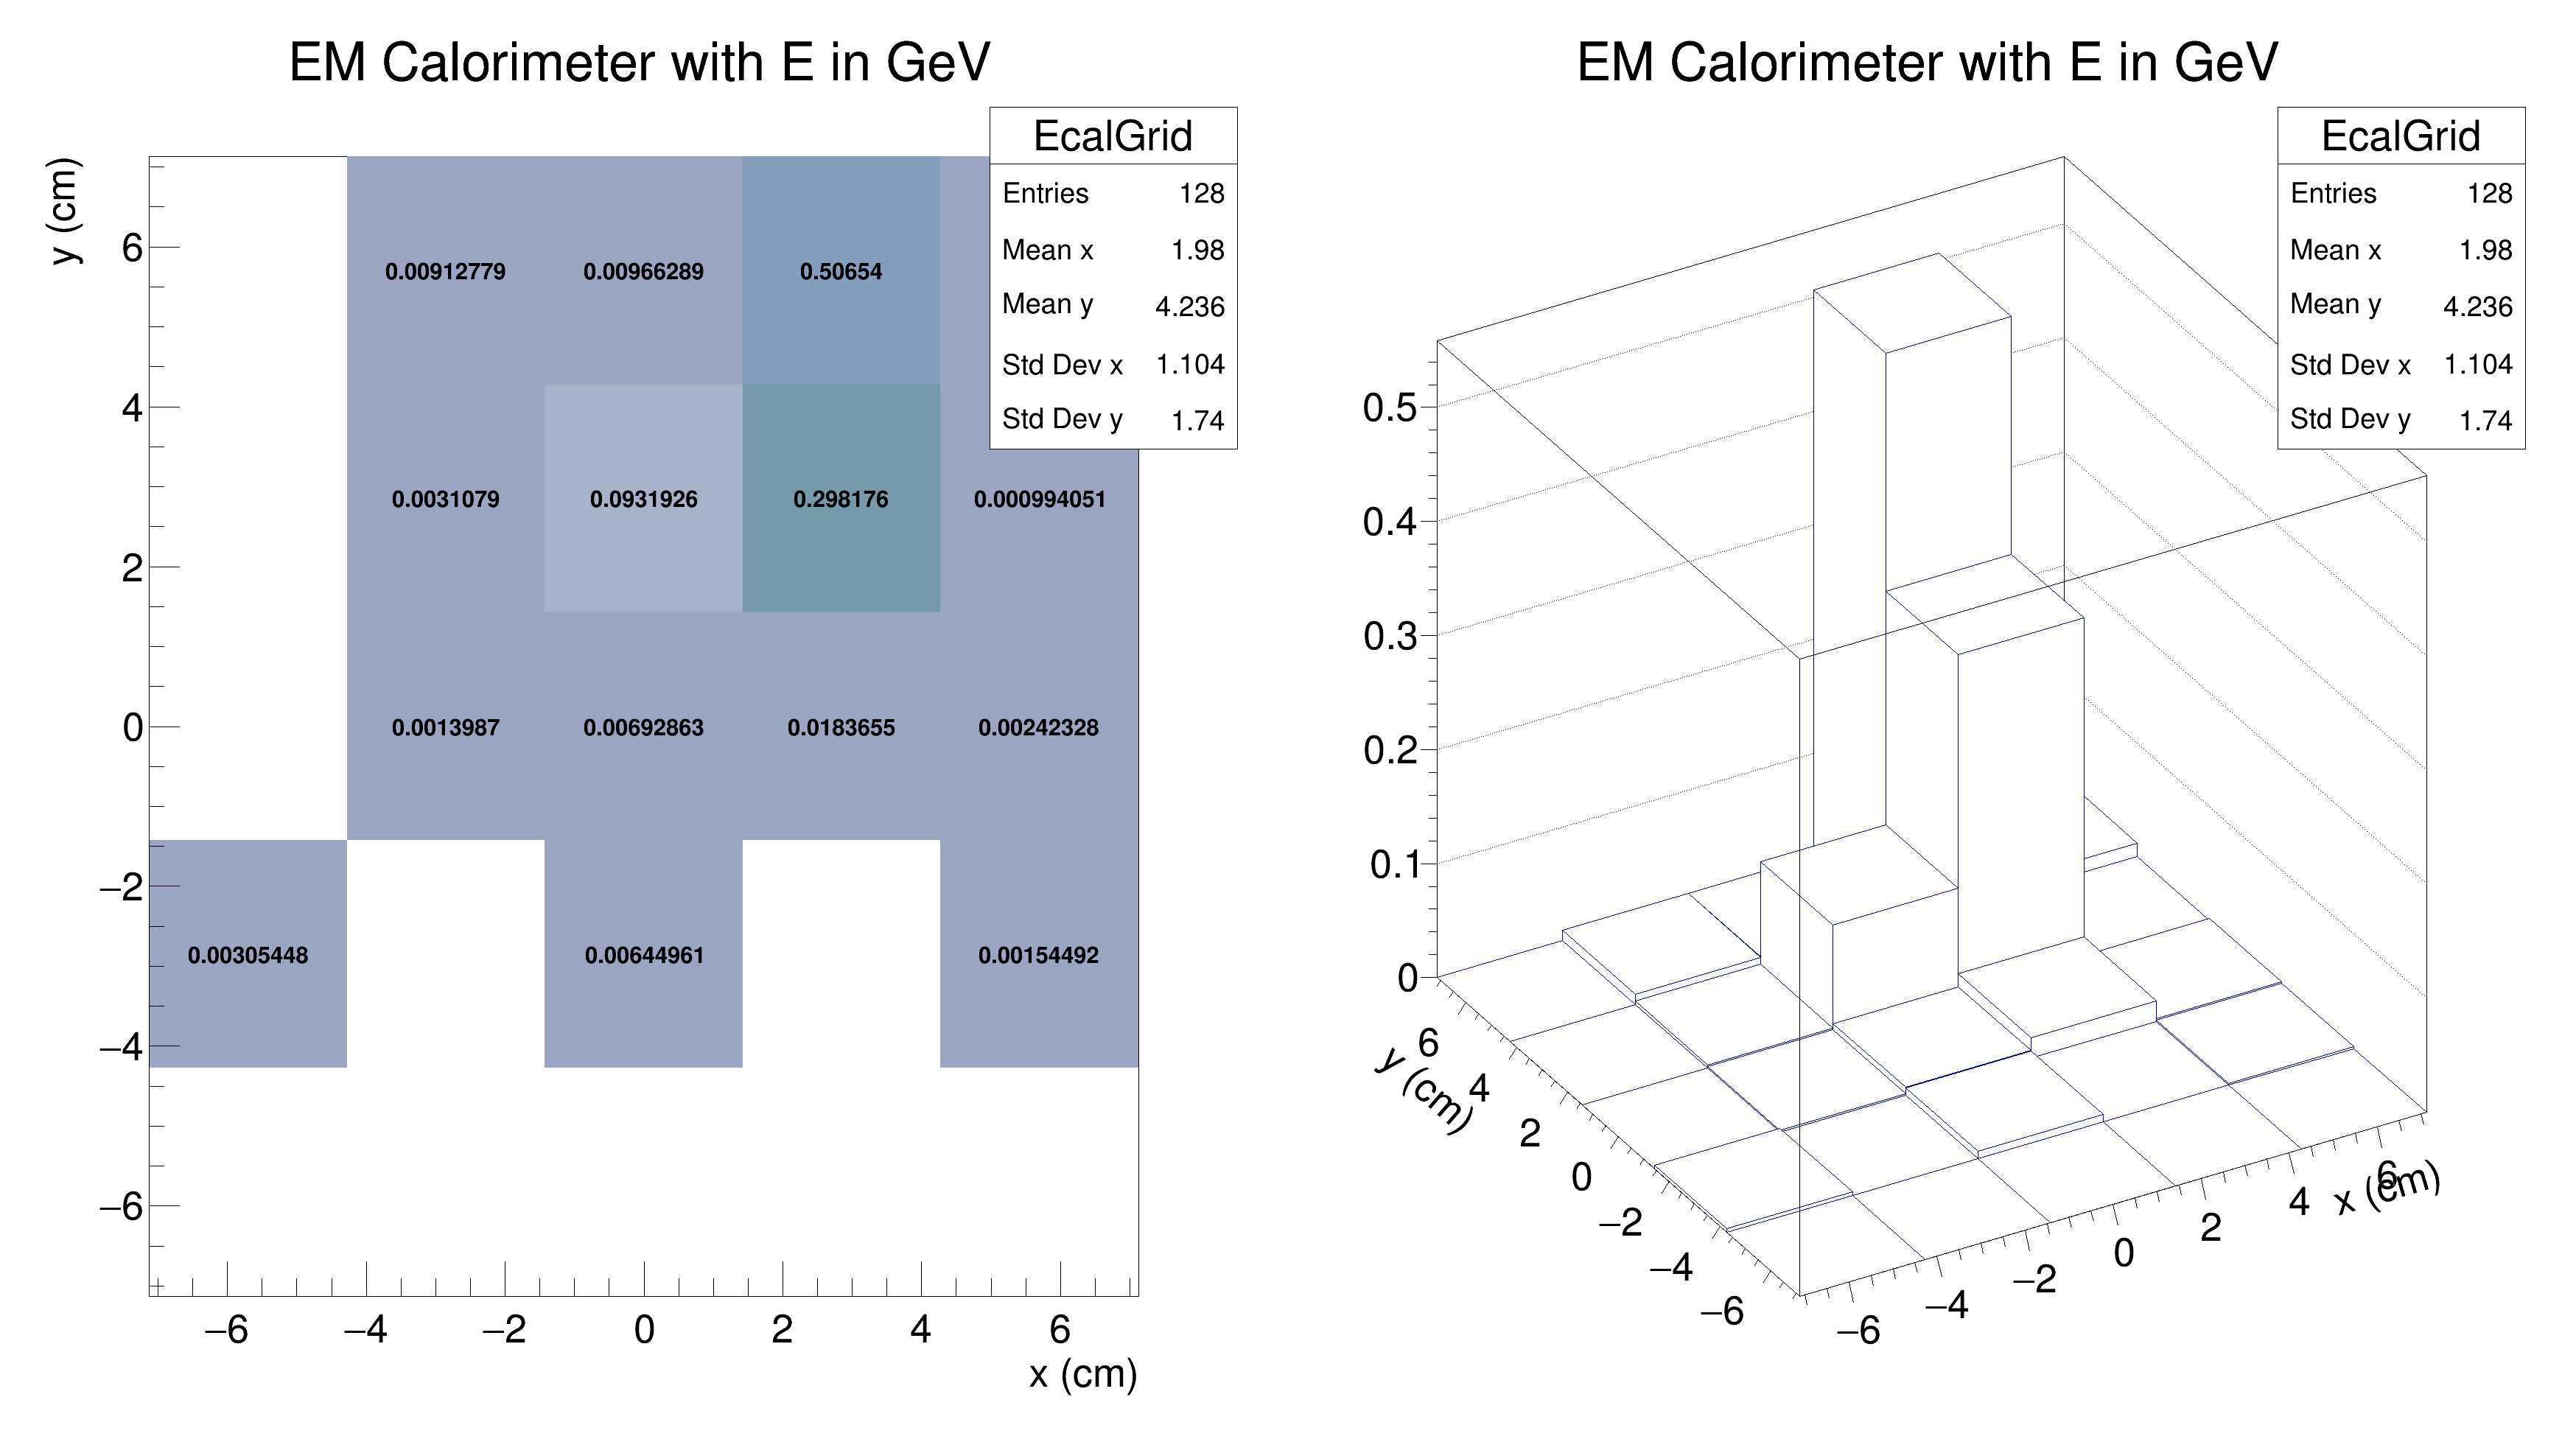 EM Calorimeter with E in GeV
EcalGrid
Entries 128
Mean x 1.98
Mean y 4.236
Std Dev x 1.104
Std Dev y 1.74
y (cm)
6
4
2
0
−2
−4
−6
0.00912779 0.00966289 0.50654
0.0031079 0.0931926 0.298176 0.000994051
0.0013987 0.00692863 0.0183655 0.00242328
0.00305448 0.00644961 0.00154492
−6 −4 −2 0 2 4 6
x (cm)
EM Calorimeter with E in GeV
EcalGrid
Entries 128
Mean x 1.98
Mean y 4.236
Std Dev x 1.104
Std Dev y 1.74
0.5
0.4
0.3
0.2
0.1
0
6
4
2
0
−2
−4
−6
y (cm)
−6
−4
−2
0
2
4
6
x (cm)